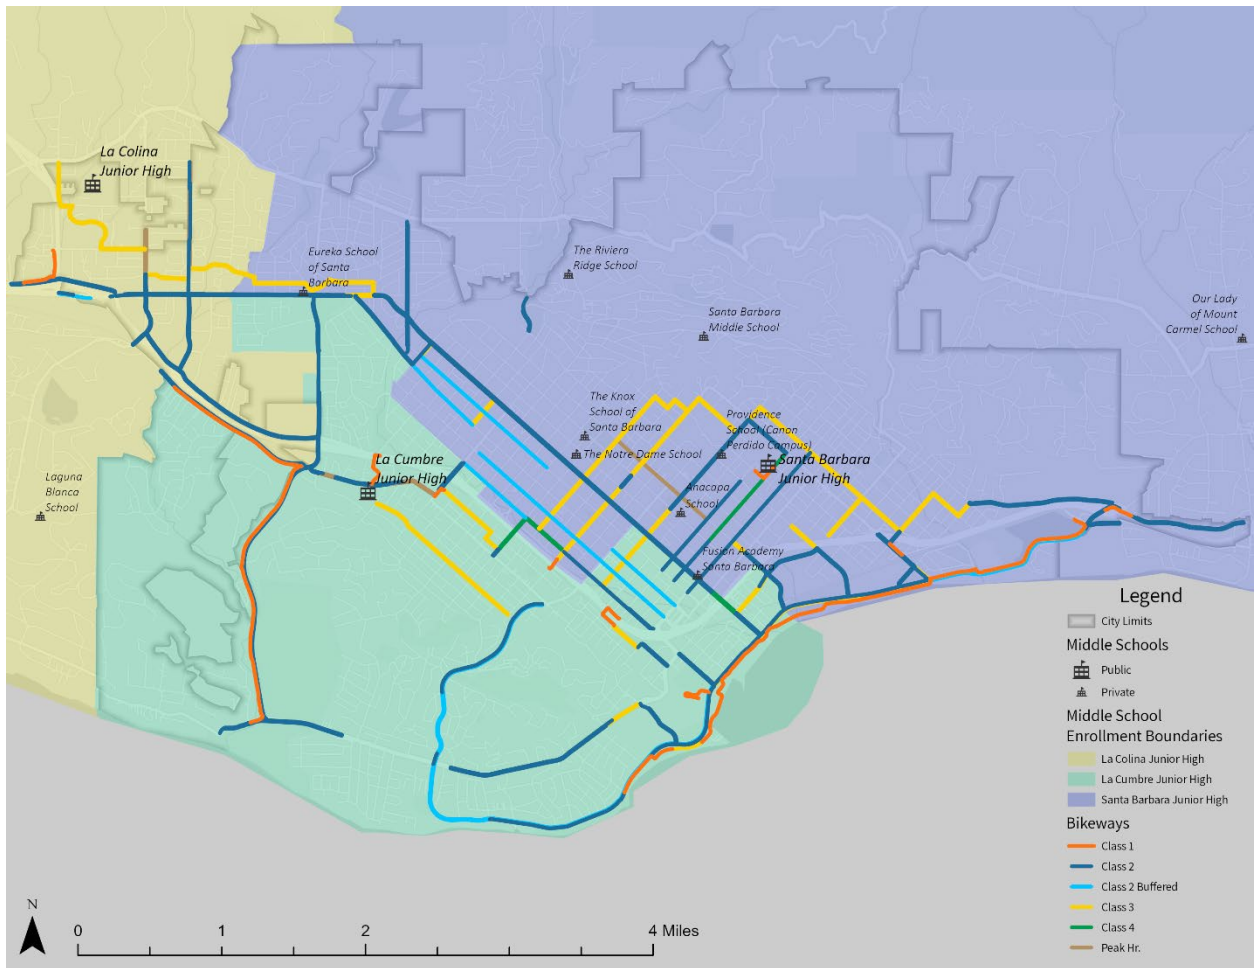 La Colina
Junior High
Eureka School
of Santa
Barbara
The Riviera
Ridge School
Santa Barbara
Middle School
Our Lady
of Mount
Carmel School
The Knox
School of
Santa Barbara
Providence
School (Canon
Perdido Campus)
The Notre Dame School
Santa Barbara
Junior High
La Cumbre
Junior High
Laguna
Blanca
School
Anacapa
School
Fusion Academy
Santa Barbara
Legend
City Limits
Middle Schools
Public
Private
Middle School
Enrollment Boundaries
La Colina Junior High
La Cumbre Junior High
Santa Barbara Junior High
Bikeways
Class 1
Class 2
Class 2 Buffered
Class 3
Class 4
Peak Hr.
N
0 1 2 4 Miles